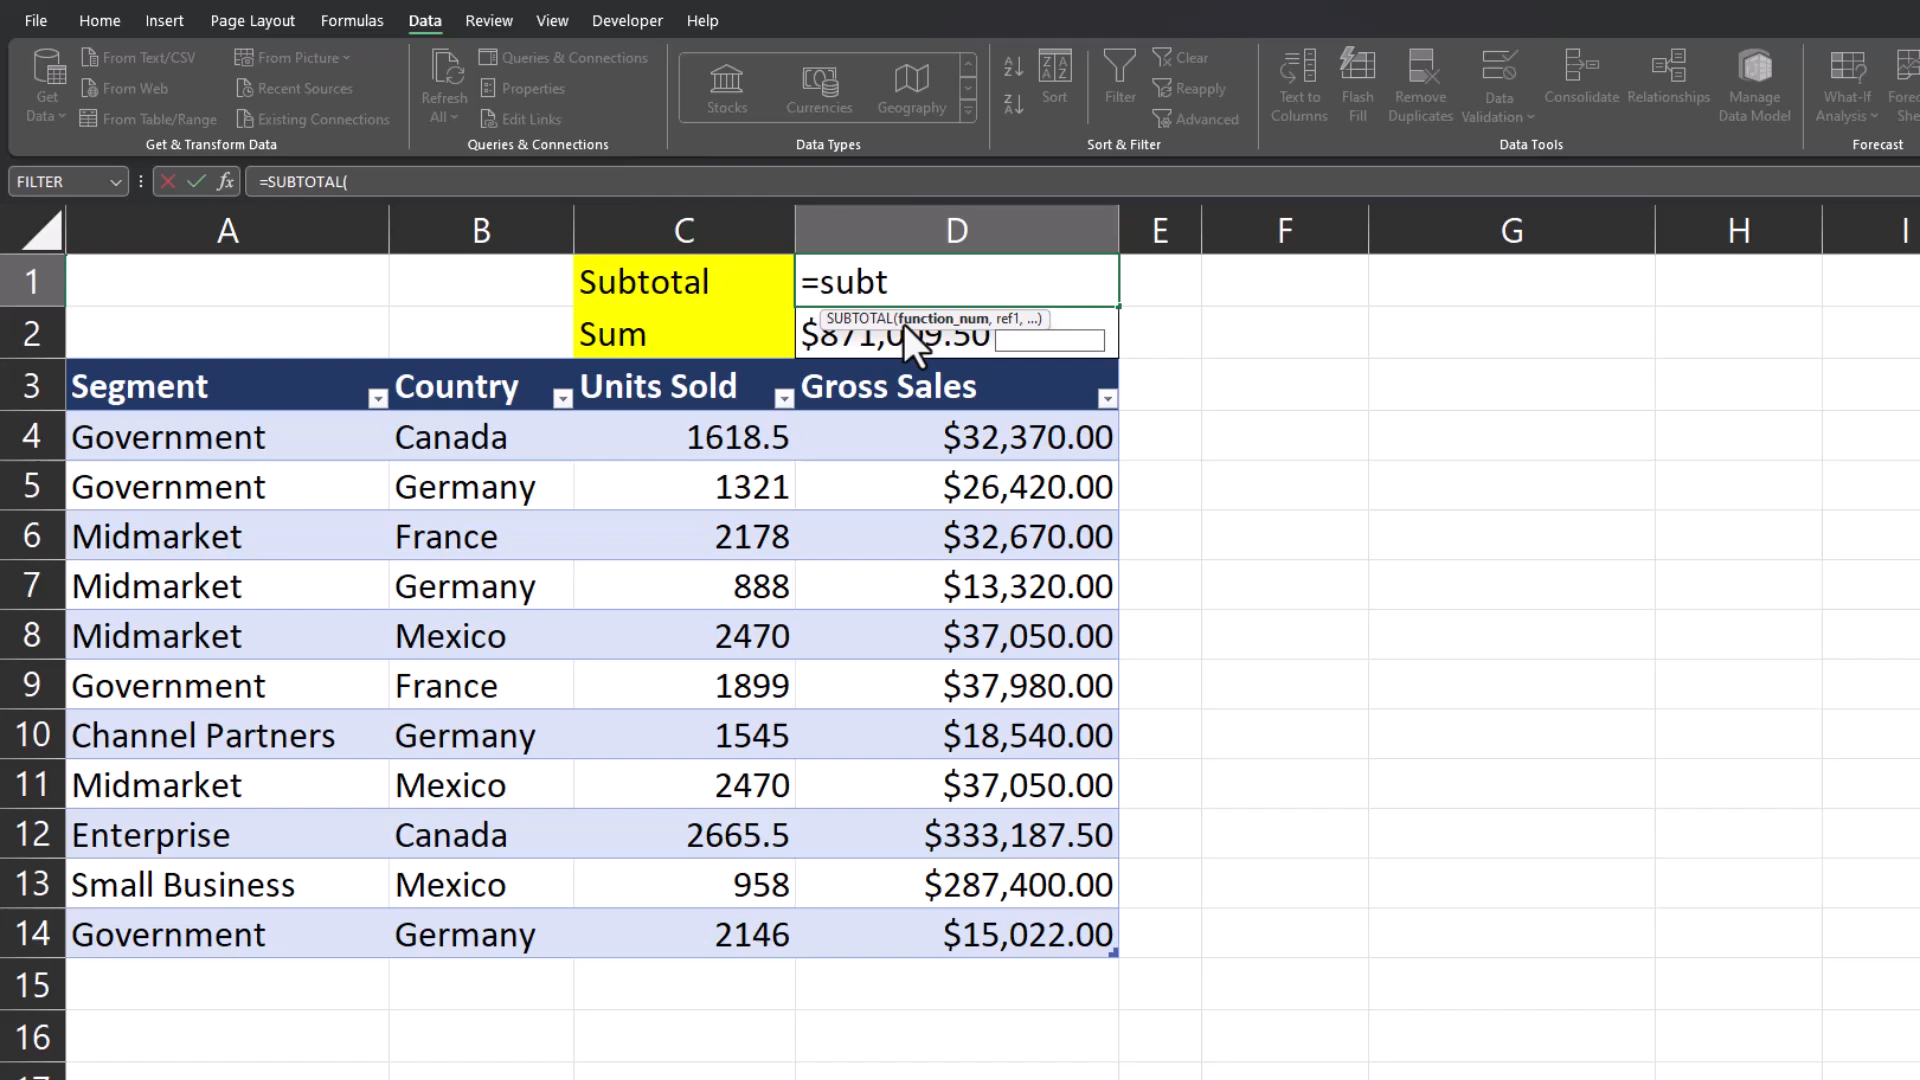 File Home Insert Page Layout Formulas Data Review View Developer Help
Get Data
From Text/CSV
From Web
From Table/Range
From Picture
Recent Sources
Existing Connections
Get & Transform Data
Refresh All
Queries & Connections
Properties
Edit Links
Queries & Connections
Stocks
Currencies
Geography
Data Types
Sort
Filter
Clear
Reapply
Advanced
Sort & Filter
Text to Columns
Flash Fill
Remove Duplicates
Data Validation
Consolidate
Relationships
Manage Data Model
Data Tools
What-If Analysis
Forecast
FILTER fx =SUBTOTAL(
A B C D E F G H I
1 Subtotal =subt
SUBTOTAL(function_num, ref1, ...)
2 Sum
3 Segment Country Units Sold Gross Sales
4 Government Canada 1618.5 $32,370.00
5 Government Germany 1321 $26,420.00
6 Midmarket France 2178 $32,670.00
7 Midmarket Germany 888 $13,320.00
8 Midmarket Mexico 2470 $37,050.00
9 Government France 1899 $37,980.00
10 Channel Partners Germany 1545 $18,540.00
11 Midmarket Mexico 2470 $37,050.00
12 Enterprise Canada 2665.5 $333,187.50
13 Small Business Mexico 958 $287,400.00
14 Government Germany 2146 $15,022.00
15
16